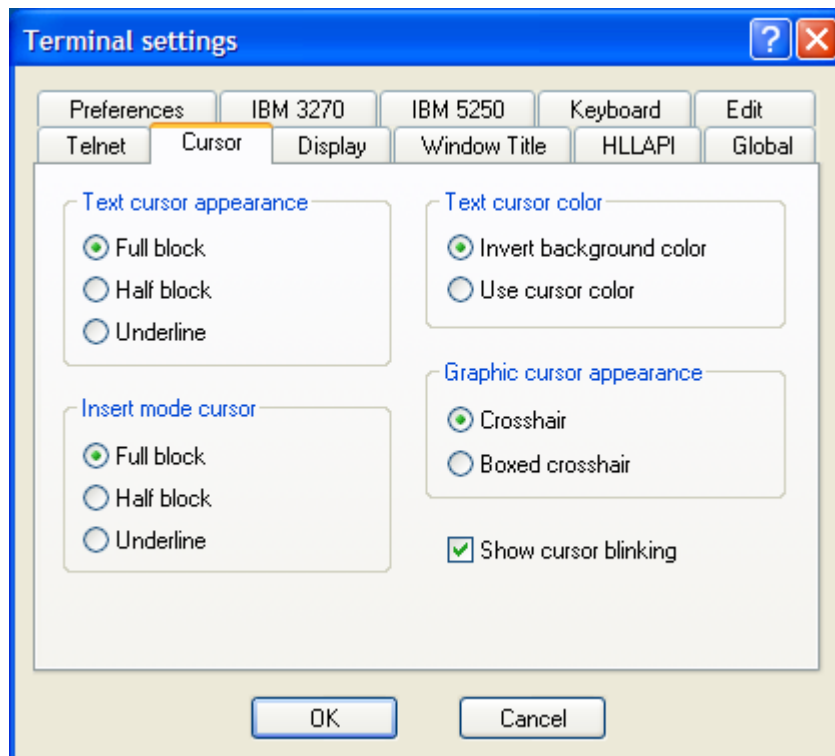 Terminal settings
?
Preferences IBM 3270 IBM 5250 Keyboard Edit
Telnet Cursor Display Window Title HLLAPI Global
Text cursor appearance
Full block
Half block
Underline
Insert mode cursor
Full block
Half block
Underline
Text cursor color
Invert background color
Use cursor color
Graphic cursor appearance
Crosshair
Boxed crosshair
Show cursor blinking
OK Cancel